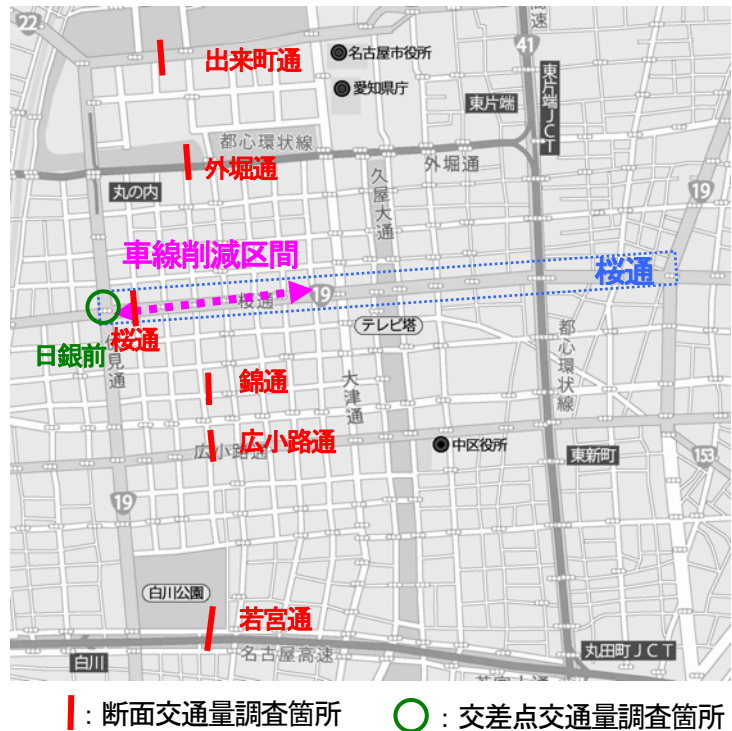 22
出来町通
名古屋市役所
愛知県庁
41
高速
東片端
東片端JCT
都心環状線
外堀通
外堀通
丸の内
久屋大通
19
車線削減区間
桜通
19
桜通
桜通
日銀前
伏見通
テレビ塔
都心環状線
錦通
大津通
広小路通
広小路通
中区役所
東新町
153
19
白川公園
若宮通
名古屋高速
白川
丸田町JCT
若宮大通
:断面交通量調査箇所
:交差点交通量調査箇所